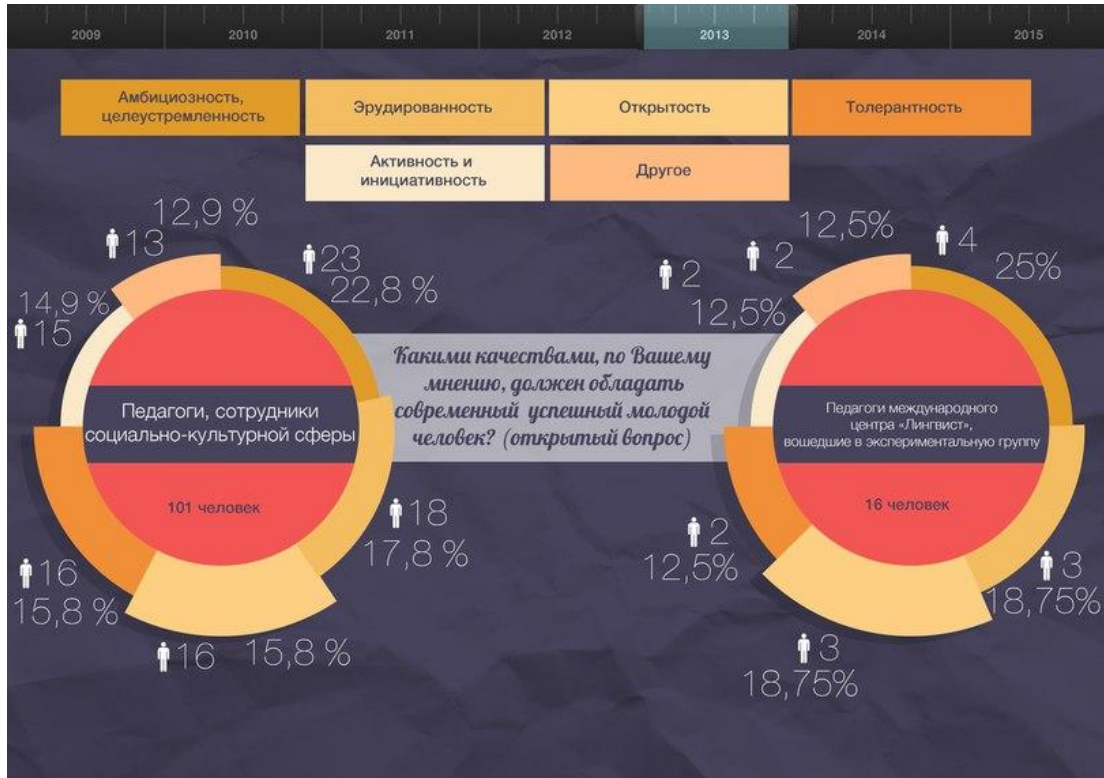 2009
2010
2011
2012
2013
2014
2015
Амбициозность,
целеустремленность
Эрудированность
Открытость
Толерантность
Активность и
инициативность
Другое
12,9 %
13
23
22,8 %
14,9 %
15
Педагоги, сотрудники
социально-культурной сферы
101 человек
18
17,8 %
16
15,8 %
16
15,8 %
Какими качествами, по Вашему
мнению, должен обладать
современный успешный молодой
человек? (открытый вопрос)
12,5%
2
4
25%
2
12,5%
Педагоги международного
центра «Лингвист»,
вошедшие в экспериментальную группу
16 человек
2
12,5%
3
18,75%
3
18,75%